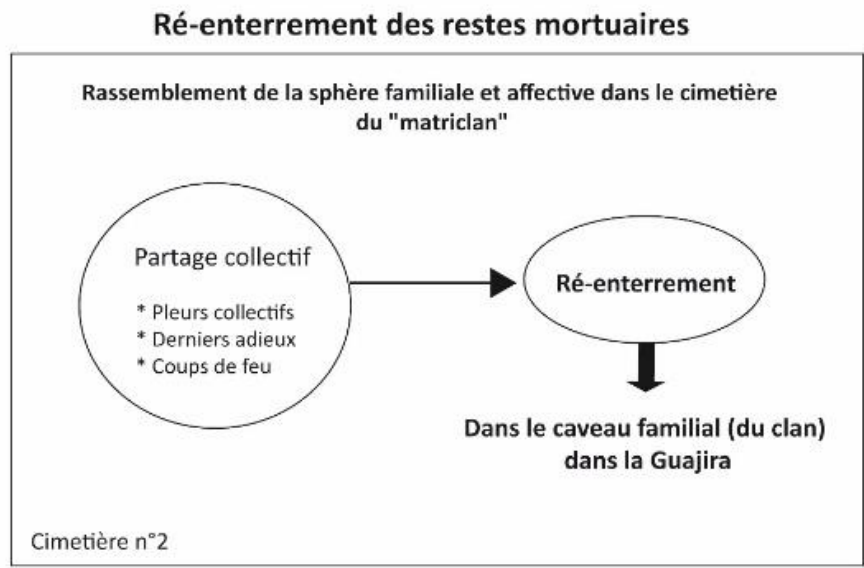 Ré-enterrement des restes mortuaires
Rassemblement de la sphère familiale et affective dans le cimetière
du "matriclan"
Partage collectif
* Pleurs collectifs
* Derniers adieux
* Coups de feu
Ré-enterrement
Dans le caveau familial (du clan)
dans la Guajira
Cimetière n°2